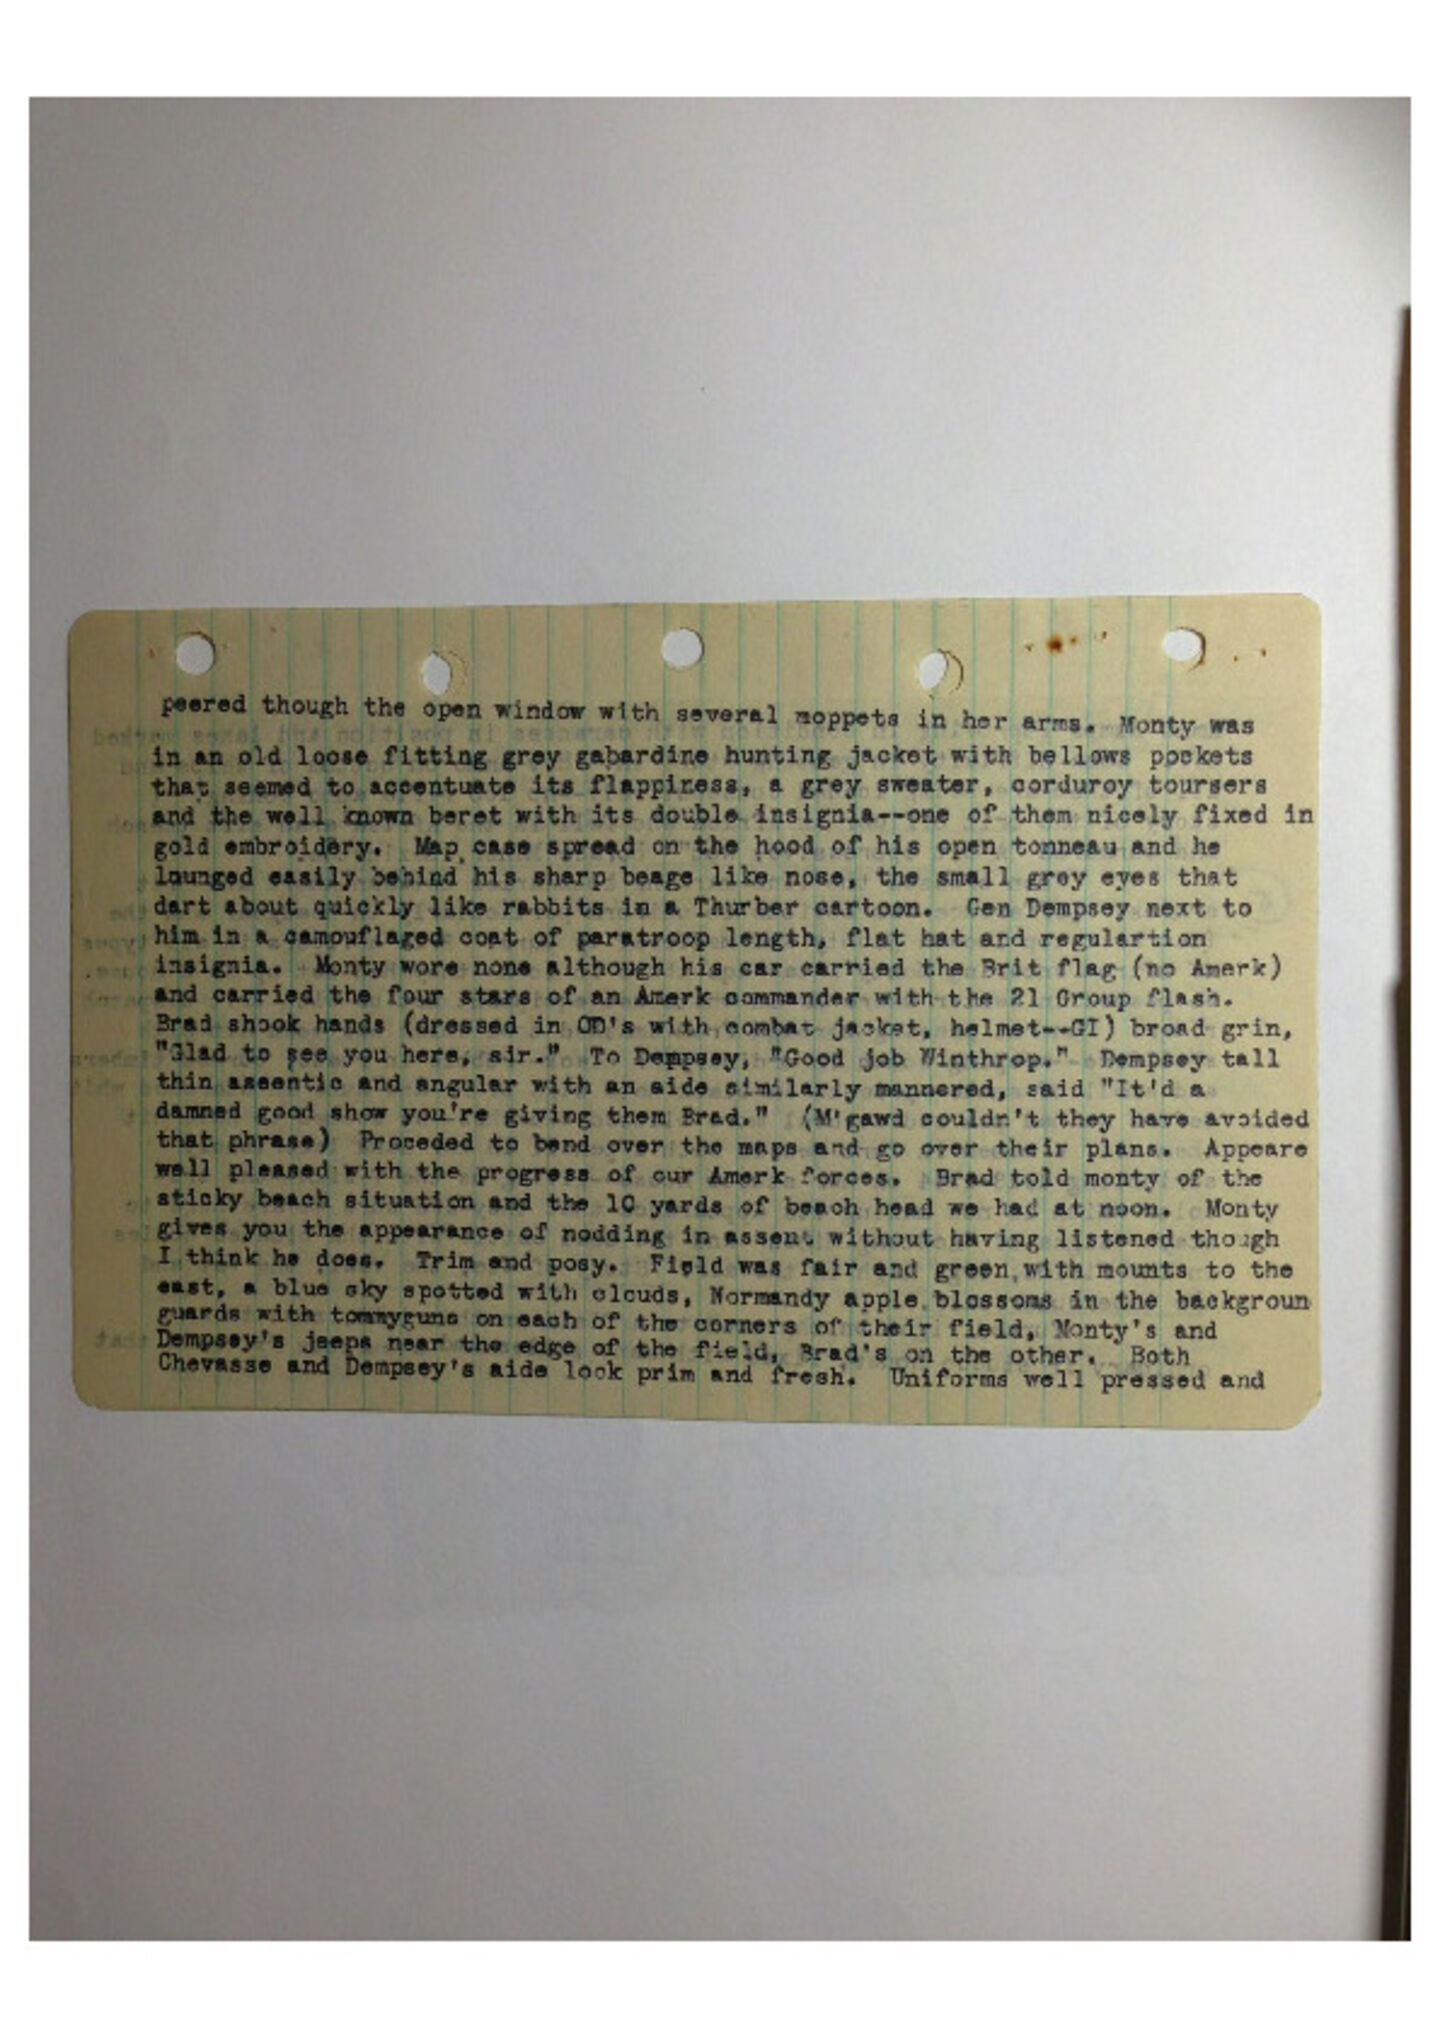 peered though the open window with several moppets in her arms. Monty was
in an old loose fitting grey gabardine hunting jacket with bellows pockets
that seemed to accentuate its flappiness, a grey sweater, corduroy toursers
and the well known beret with its double insignia--one of them nicely fixed in
gold embroidery. Map case spread on the hood of his open tonneau and he
lounged easily behind his sharp beage like nose, the small grey eyes that
dart about quickly like rabbits in a Thurber cartoon. Gen Dempsey next to
him in a camouflaged coat of paratroop length, flat hat and regulartion
insignia. Monty wore none although his car carried the Brit flag (no Amerk)
and carried the four stars of an Amerk commander with the 21 Group flash.
Brad shook hands (dressed in OD's with combat jacket, helmet--GI) broad grin,
"Glad to see you here, sir." To Dempsey, "Good job Winthrop." Dempsey tall
thin aseentic and angular with an aide similarly mannered, said "It'd a
damned good show you're giving them Brad." (M'gawd couldn't they have avoided
that phrase) Proceded to bend over the maps and go over their plans. Appeare
well pleased with the progress of our Amerk forces. Brad told monty of the
sticky beach situation and the 10 yards of beach head we had at noon. Monty
gives you the appearance of nodding in assent without having listened though
I think he does. Trim and posy. Field was fair and green with mounts to the
east, a blue sky spotted with clouds, Normandy apple blossoms in the backgroun
guards with tommyguns on each of the corners of their field, Monty's and
Dempsey's jeeps near the edge of the field, Brad's on the other. Both
Chevasse and Dempsey's aide look prim and fresh. Uniforms well pressed and